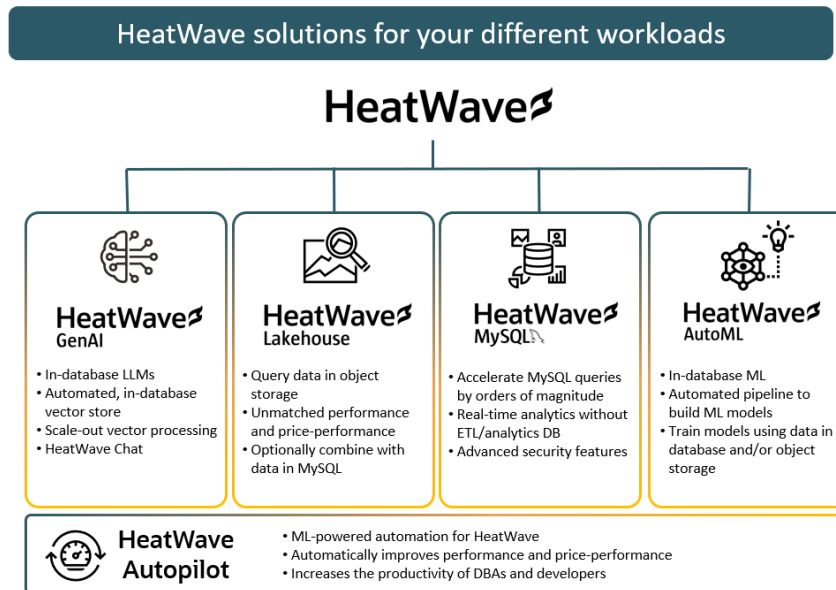 HeatWave solutions for your different workloads
HeatWave
HeatWave
GenAI
• In-database LLMs
• Automated, in-database
vector store
• Scale-out vector processing
• HeatWave Chat
HeatWave
Lakehouse
• Query data in object
storage
• Unmatched performance
and price-performance
• Optionally combine with
data in MySQL
HeatWave
MySQL
• Accelerate MySQL queries
by orders of magnitude
• Real-time analytics without
ETL/analytics DB
• Advanced security features
HeatWave
AutoML
• In-database ML
• Automated pipeline to
build ML models
• Train models using data in
database and/or object
storage
HeatWave
Autopilot
• ML-powered automation for HeatWave
• Automatically improves performance and price-performance
• Increases the productivity of DBAs and developers